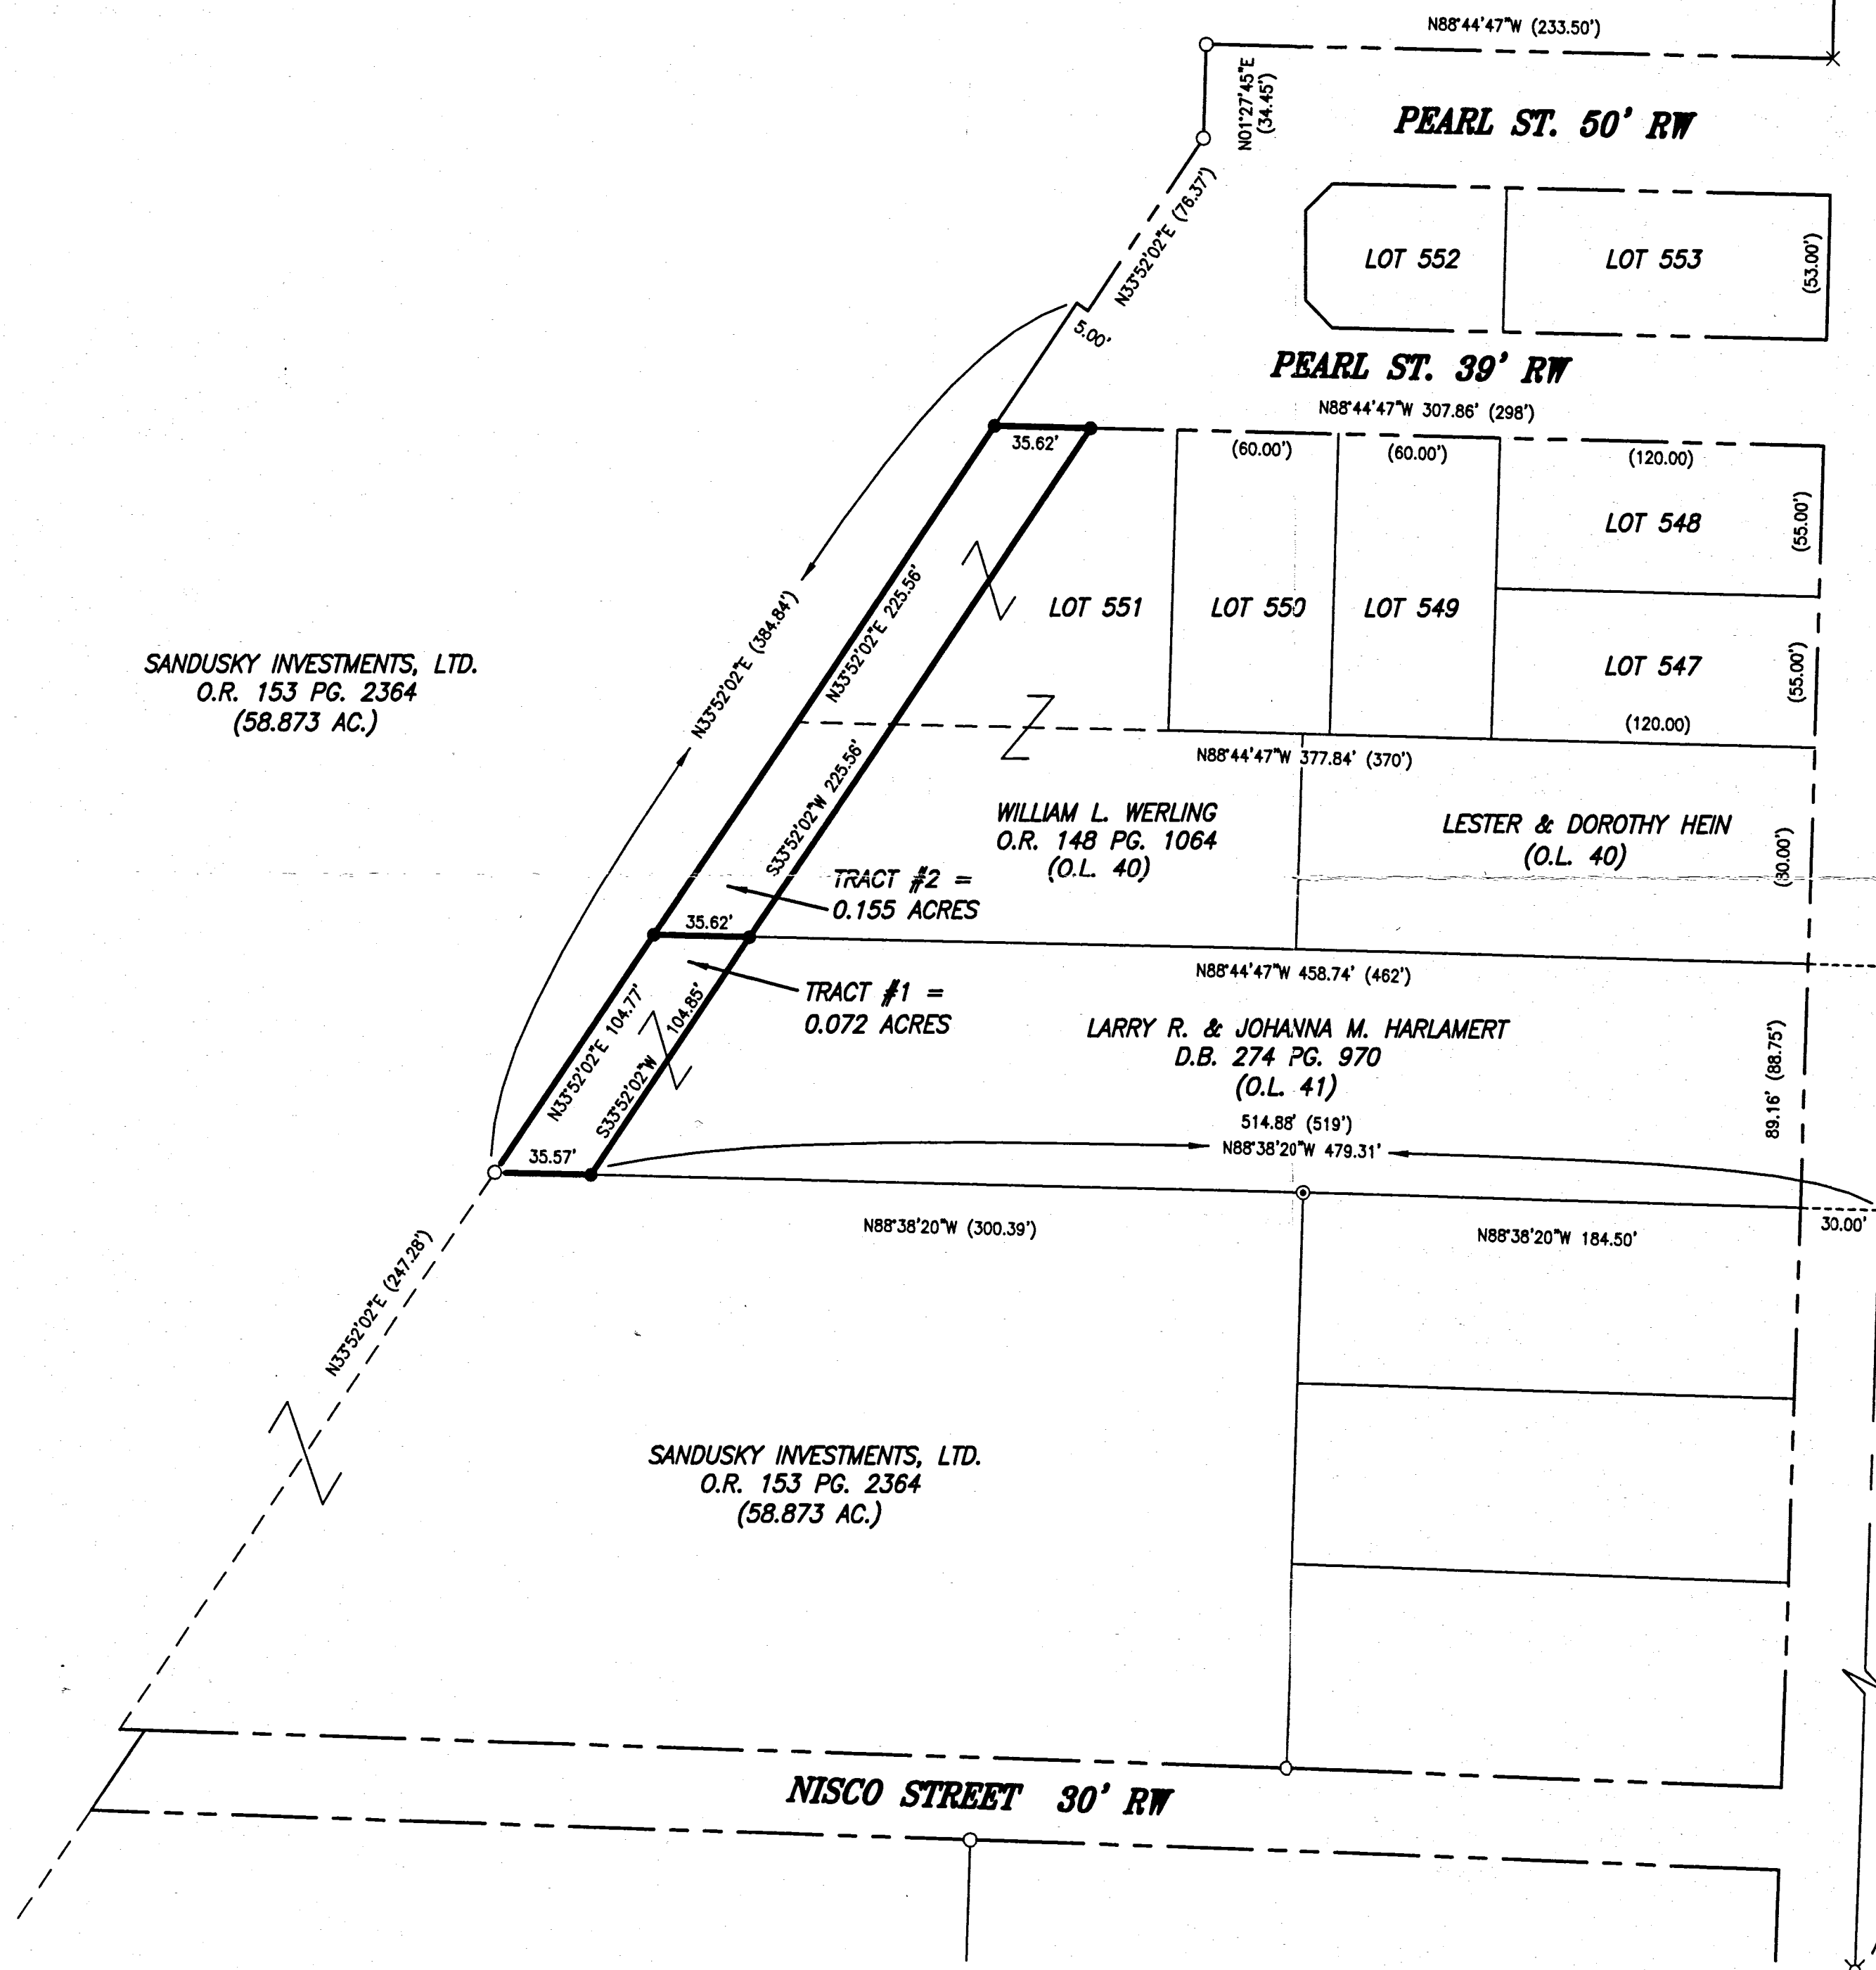 N88°44'47"W (233.50')
N01°27'45"E
(34.45')
PEARL ST. 50' RW
N33°52'02"E (76.37')
LOT 552
LOT 553
(53.00')
5.00'
PEARL ST. 39' RW
N88°44'47"W 307.86' (298')
35.62'
(60.00')
(60.00')
(120.00)
LOT 548
(55.00')
N33°52'02"E 225.56'
LOT 551
LOT 550
LOT 549
N33°52'02"E (384.84')
SANDUSKY INVESTMENTS, LTD.
O.R. 153 PG. 2364
(58.873 AC.)
LOT 547
(55.00')
(120.00)
N88°44'47"W 377.84' (370')
S33°52'02"W 225.56'
WILLIAM L. WERLING
O.R. 148 PG. 1064
(O.L. 40)
LESTER & DOROTHY HEIN
(O.L. 40)
(80.00')
TRACT #2 =
0.155 ACRES
35.62'
N88°44'47"W 458.74' (462')
TRACT #1 =
0.072 ACRES
N33°52'02"E 104.77'
S33°52'02"W 104.85'
LARRY R. & JOHANNA M. HARLAMERT
D.B. 274 PG. 970
(O.L. 41)
89.16' (88.75')
514.88' (519')
N88°38'20"W 479.31'
35.57'
N88°38'20"W (300.39')
N88°38'20"W 184.50'
30.00'
N33°52'02"E (247.28')
SANDUSKY INVESTMENTS, LTD.
O.R. 153 PG. 2364
(58.873 AC.)
NISCO STREET 30' RW